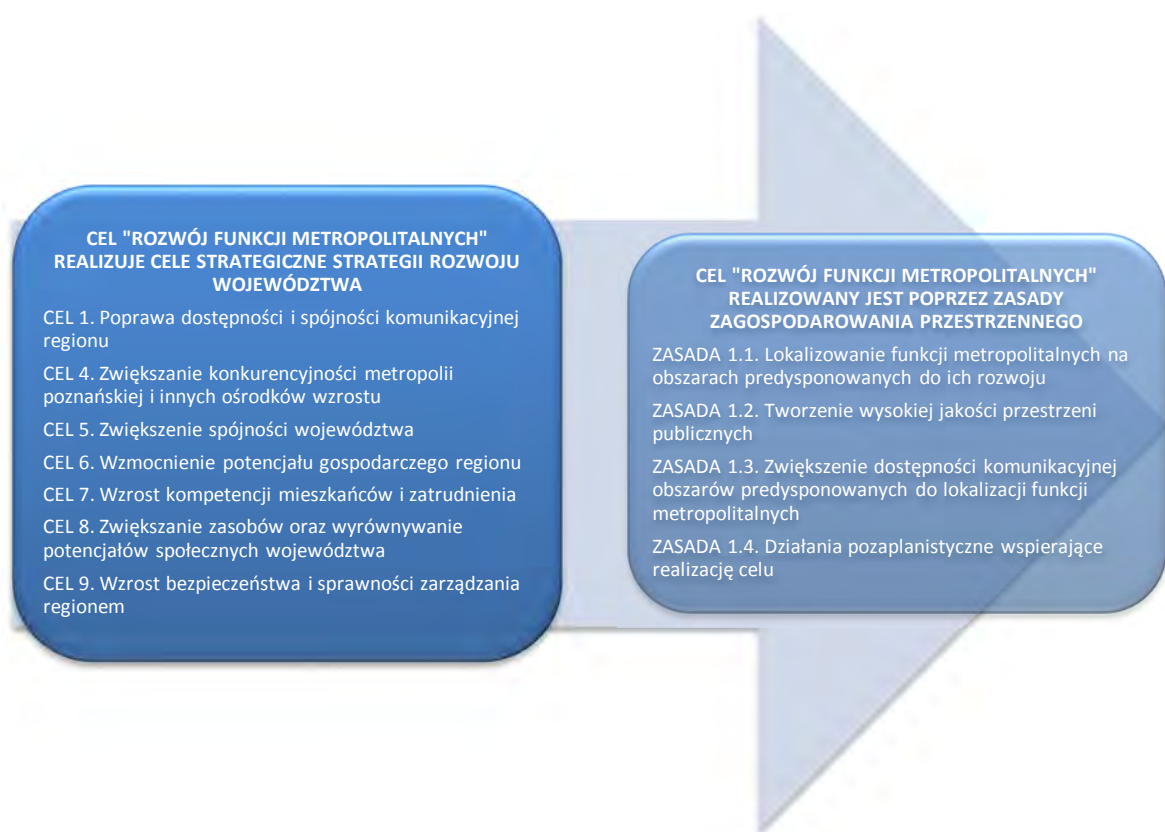 CEL "ROZWÓJ FUNKCJI METROPOLITALNYCH"
REALIZUJE CELE STRATEGICZNE STRATEGII ROZWOJU
WOJEWÓDZTWA
CEL 1. Poprawa dostępności i spójności komunikacyjnej
regionu
CEL 4. Zwiększanie konkurencyjności metropolii
poznańskiej i innych ośrodków wzrostu
CEL 5. Zwiększenie spójności województwa
CEL 6. Wzmocnienie potencjału gospodarczego regionu
CEL 7. Wzrost kompetencji mieszkańców i zatrudnienia
CEL 8. Zwiększanie zasobów oraz wyrównywanie
potencjałów społecznych województwa
CEL 9. Wzrost bezpieczeństwa i sprawności zarządzania
regionem
CEL "ROZWÓJ FUNKCJI METROPOLITALNYCH"
REALIZOWANY JEST POPRZEZ ZASADY
ZAGOSPODAROWANIA PRZESTRZENNEGO
ZASADA 1.1. Lokalizowanie funkcji metropolitalnych na
obszarach predysponowanych do ich rozwoju
ZASADA 1.2. Tworzenie wysokiej jakości przestrzeni
publicznych
ZASADA 1.3. Zwiększenie dostępności komunikacyjnej
obszarów predysponowanych do lokalizacji funkcji
metropolitalnych
ZASADA 1.4. Działania pozaplanistyczne wspierające
realizację celu